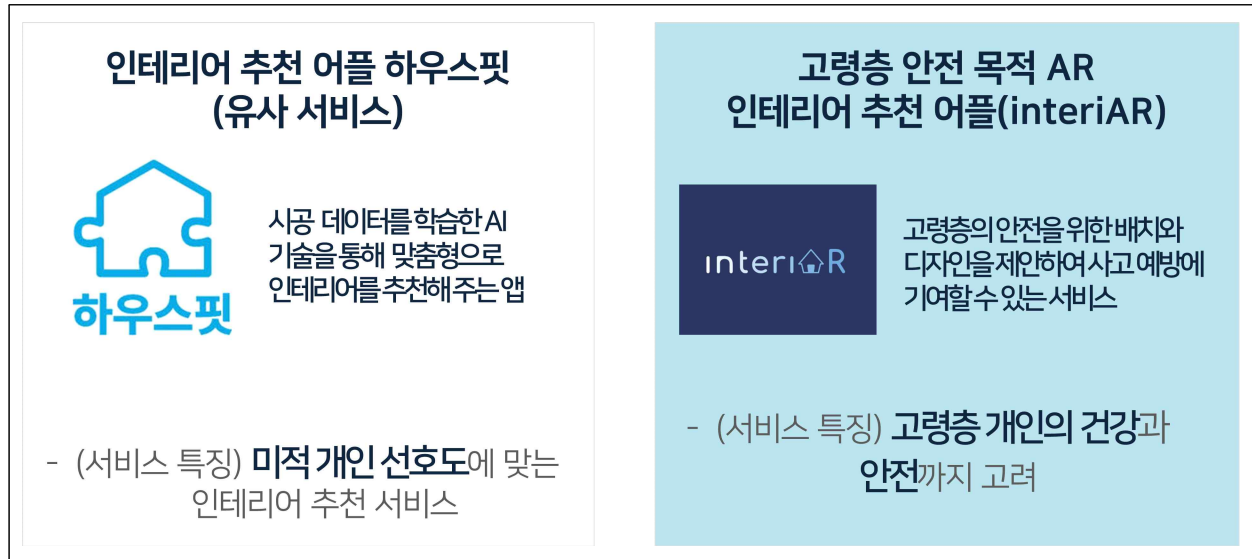 인테리어 추천 어플 하우스핏
(유사 서비스)
하우스핏
시공 데이터를 학습한 AI
기술을 통해 맞춤형으로
인테리어를 추천해 주는 앱
- (서비스 특징) 미적 개인 선호도에 맞는
인테리어 추천 서비스
고령층 안전 목적 AR
인테리어 추천 어플(interiAR)
interiAR
고령층의 안전을 위한 배치와
디자인을 제안하여 사고 예방에
기여할 수 있는 서비스
- (서비스 특징) 고령층 개인의 건강과
안전까지 고려